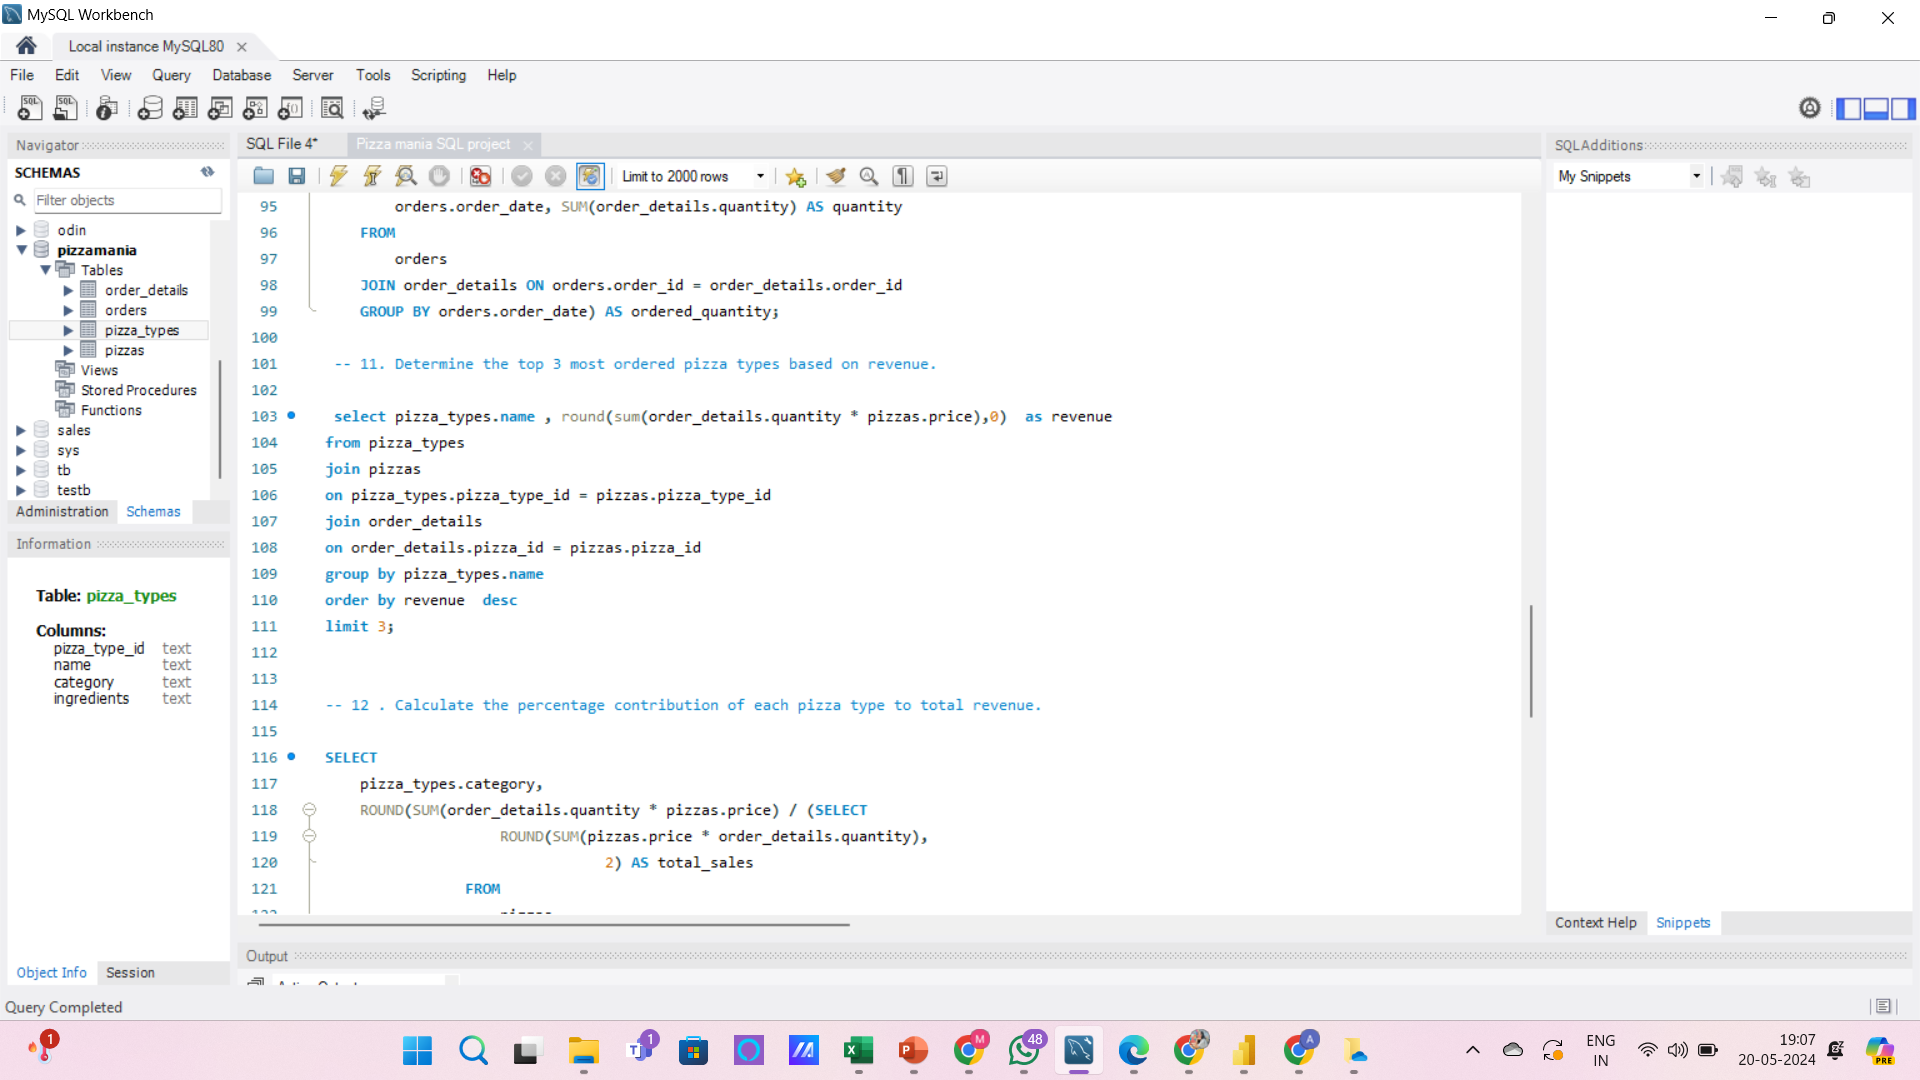 MySQL Workbench
Local instance MySQL80
File Edit View Query Database Server Tools Scripting Help
Navigator
SCHEMAS
Filter objects
odin
pizzamania
Tables
order_details
orders
pizza_types
pizzas
Views
Stored Procedures
Functions
sales
sys
tb
testb
Administration Schemas
Information
Table: pizza_types
Columns:
pizza_type_id text
name text
category text
ingredients text
Object Info Session
SQL File 4* Pizza mania SQL project
Limit to 2000 rows
95 orders.order_date, SUM(order_details.quantity) AS quantity
96 FROM
97 orders
98 JOIN order_details ON orders.order_id = order_details.order_id
99 GROUP BY orders.order_date) AS ordered_quantity;
100
101 -- 11. Determine the top 3 most ordered pizza types based on revenue.
102
103 select pizza_types.name , round(sum(order_details.quantity * pizzas.price),0) as revenue
104 from pizza_types
105 join pizzas
106 on pizza_types.pizza_type_id = pizzas.pizza_type_id
107 join order_details
108 on order_details.pizza_id = pizzas.pizza_id
109 group by pizza_types.name
110 order by revenue desc
111 limit 3;
112
113
114 -- 12 . Calculate the percentage contribution of each pizza type to total revenue.
115
116 SELECT
117 pizza_types.category,
118 ROUND(SUM(order_details.quantity * pizzas.price) / (SELECT
119 ROUND(SUM(pizzas.price * order_details.quantity),
120 2) AS total_sales
121 FROM
Output
SQLAdditions
My Snippets
Context Help Snippets
Query Completed
1
1
M
48
A
ENG
IN
19:07
20-05-2024
PRE